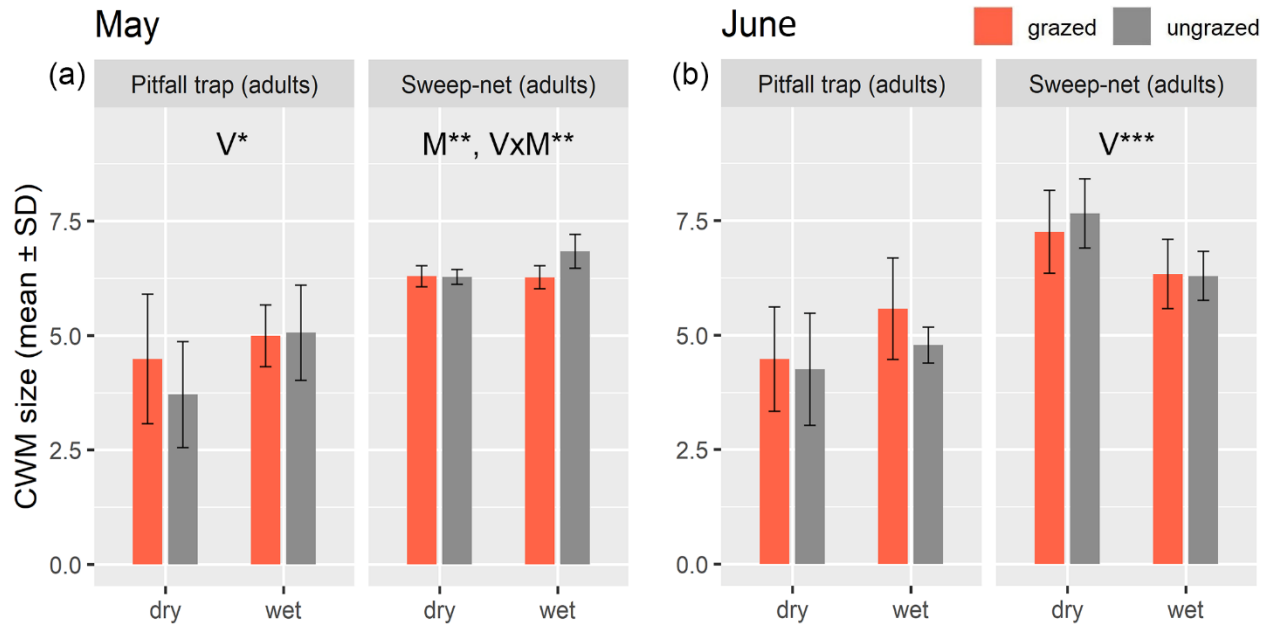 May
June
grazed
ungrazed
(a)
Pitfall trap (adults)
Sweep-net (adults)
(b)
Pitfall trap (adults)
Sweep-net (adults)
V*
M**, VxM**
V***
CWM size (mean ± SD)
7.5
5.0
2.5
0.0
7.5
5.0
2.5
0.0
dry
wet
dry
wet
dry
wet
dry
wet